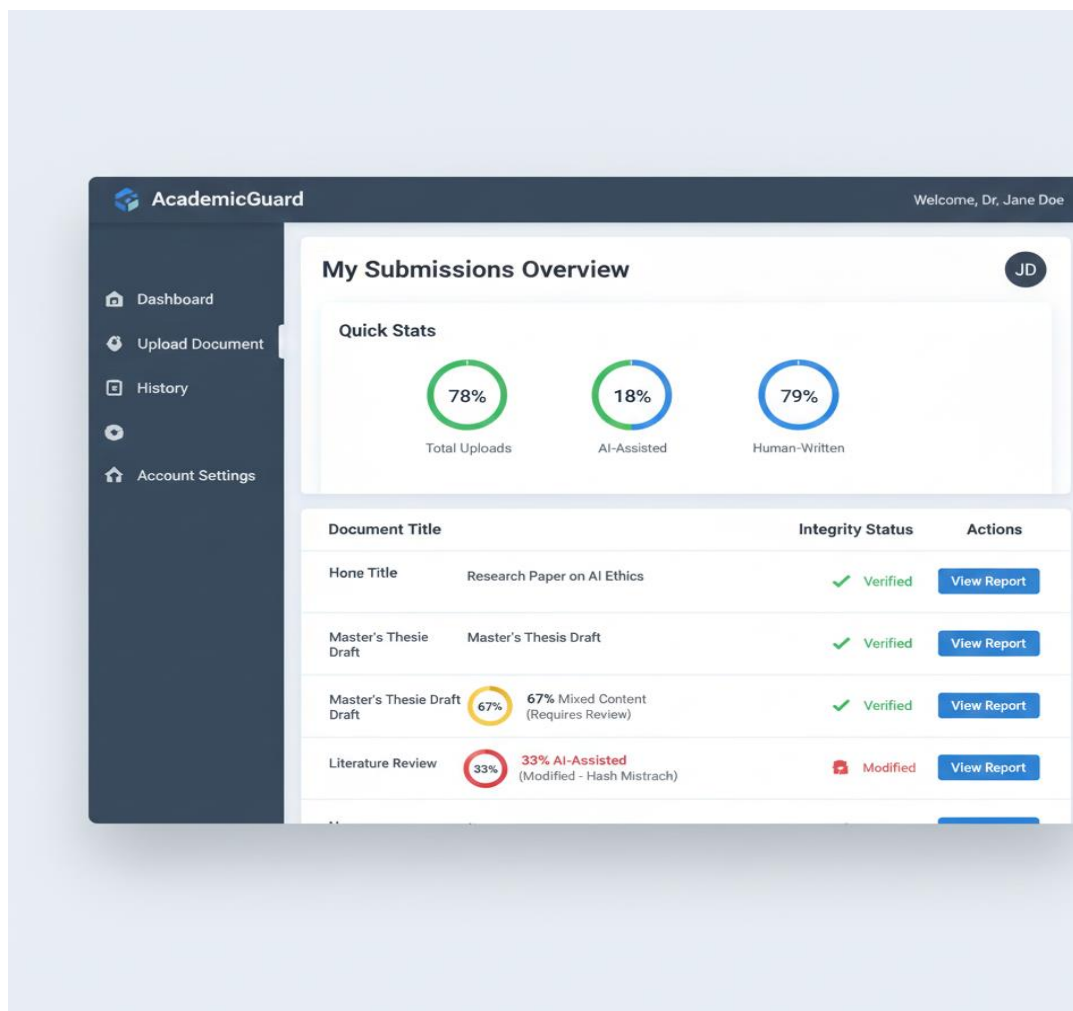 AcademicGuard
Welcome, Dr, Jane Doe
Dashboard
Upload Document
History
Account Settings
My Submissions Overview
JD
Quick Stats
78%
18%
79%
Total Uploads
AI-Assisted
Human-Written
Document Title
Integrity Status
Actions
Hone Title
Research Paper on AI Ethics
Verified
View Report
Master's Thesie
Draft
Master's Thesis Draft
Verified
View Report
Master's Thesie Draft
Draft
67%
67% Mixed Content
(Requires Review)
Verified
View Report
Literature Review
33%
33% AI-Assisted
(Modified - Hash Mistrach)
Modified
View Report